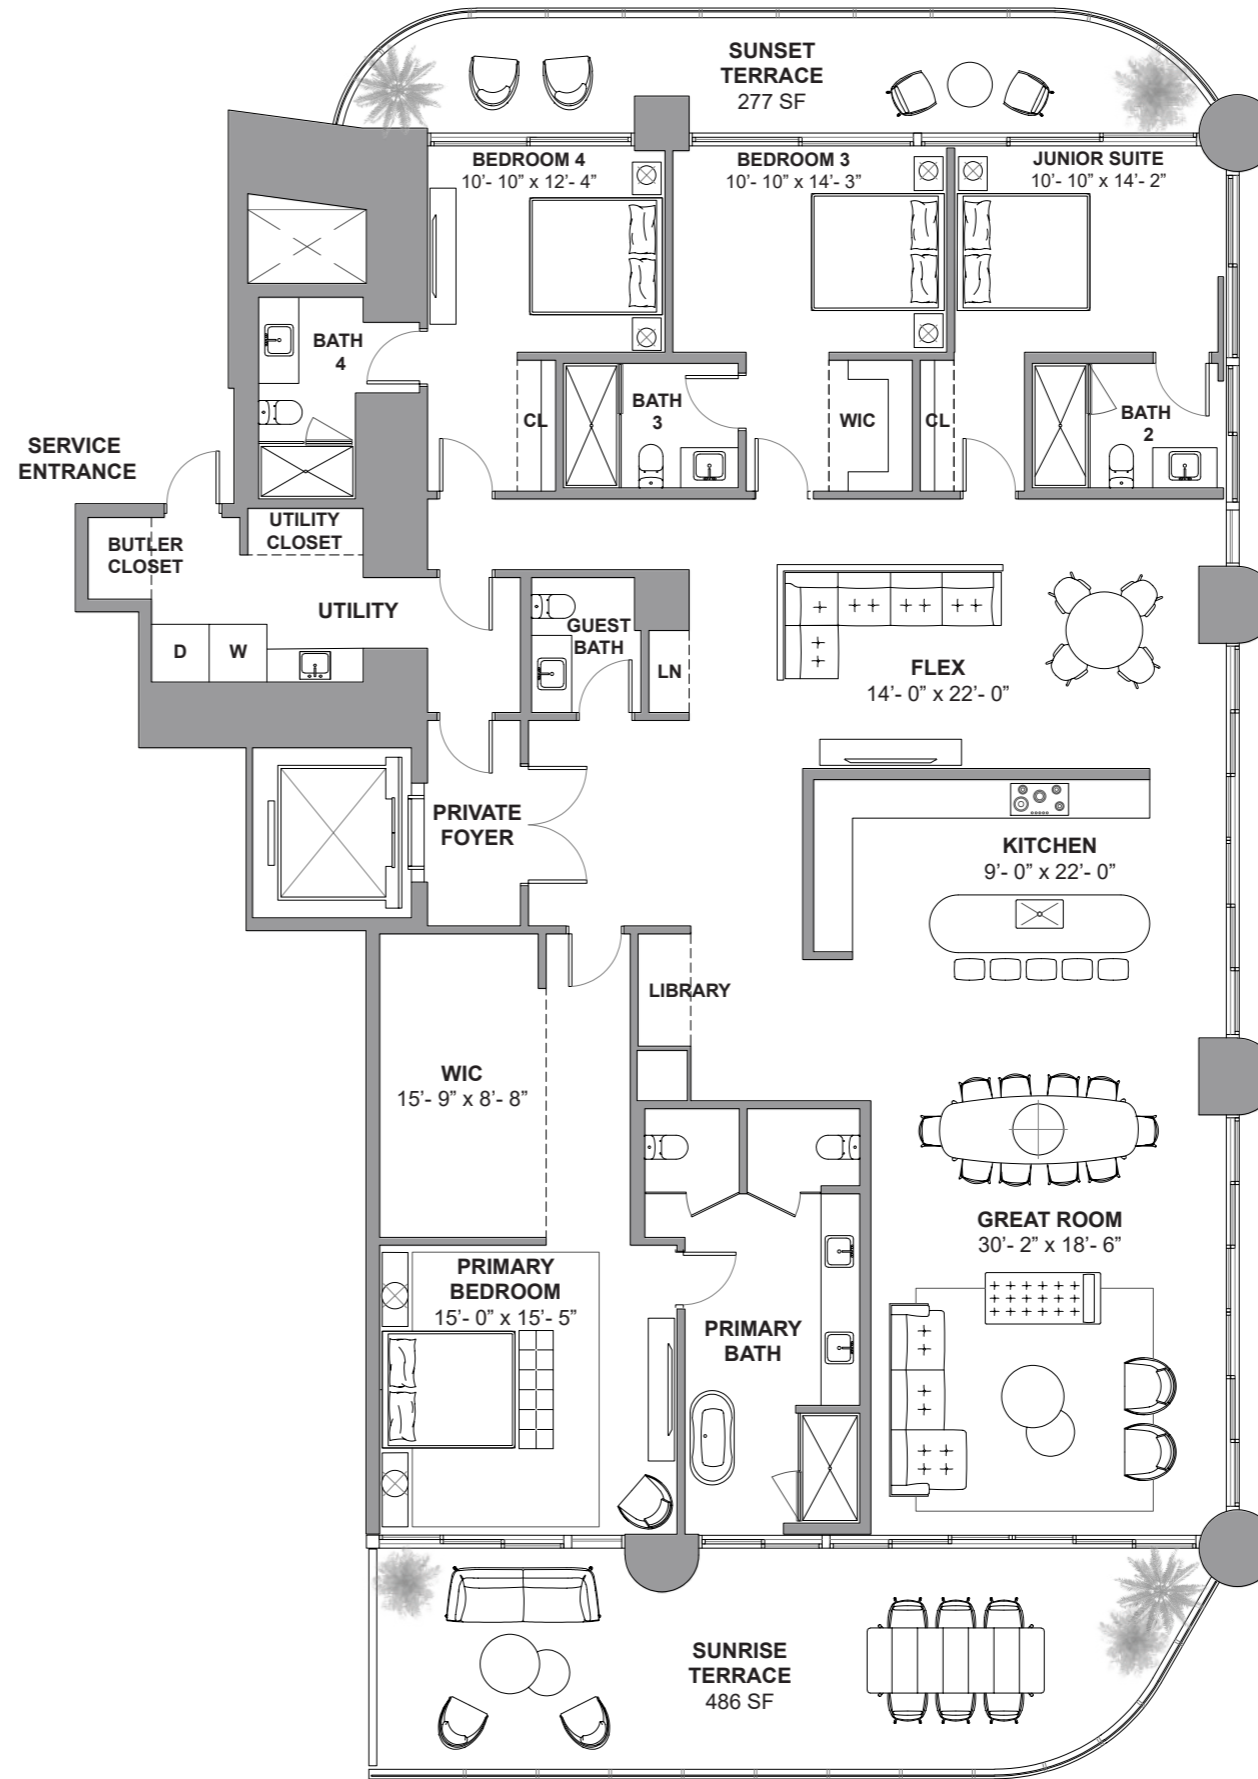 SUNSET
TERRACE
277 SF
BEDROOM 4
10’- 10” x 12’- 4”
BEDROOM 3
10’- 10” x 14’- 3”
JUNIOR SUITE
10’- 10” x 14’- 2”
BATH
4
CL
BATH
3
WIC
CL
BATH
2
SERVICE
ENTRANCE
BUTLER
CLOSET
UTILITY
CLOSET
UTILITY
D
W
GUEST
BATH
LN
FLEX
14’- 0” x 22’- 0”
PRIVATE
FOYER
KITCHEN
9’- 0” x 22’- 0”
LIBRARY
WIC
15’- 9” x 8’- 8”
GREAT ROOM
30’- 2” x 18’- 6”
PRIMARY
BEDROOM
15’- 0” x 15’- 5”
PRIMARY
BATH
SUNRISE
TERRACE
486 SF